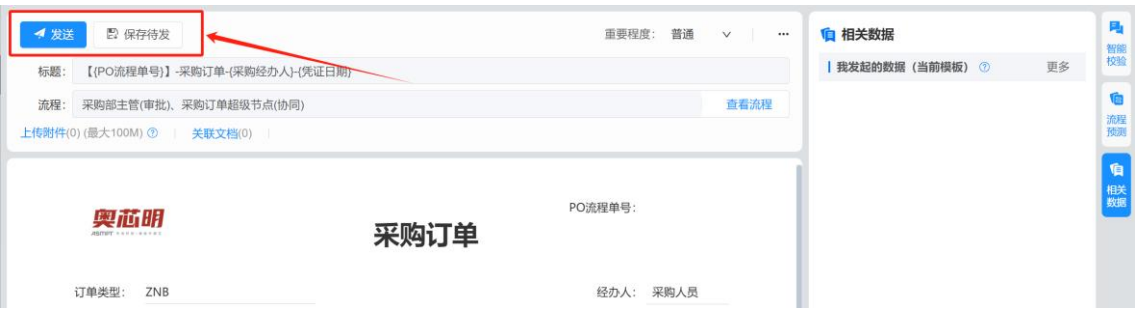 发送 保存待发 重要程度： 普通
标题： 【{PO流程单号}】-采购订单-{采购经办人}-{凭证日期}
流程： 采购部主管(审批)、采购订单超级节点(协同) 查看流程
上传附件(0) (最大100M) 关联文档(0)
奥芯明
采购订单
PO流程单号：
订单类型： ZNB
经办人： 采购人员
相关数据
我发起的数据（当前模板） 更多
智能
校验
流程
预测
相关
数据